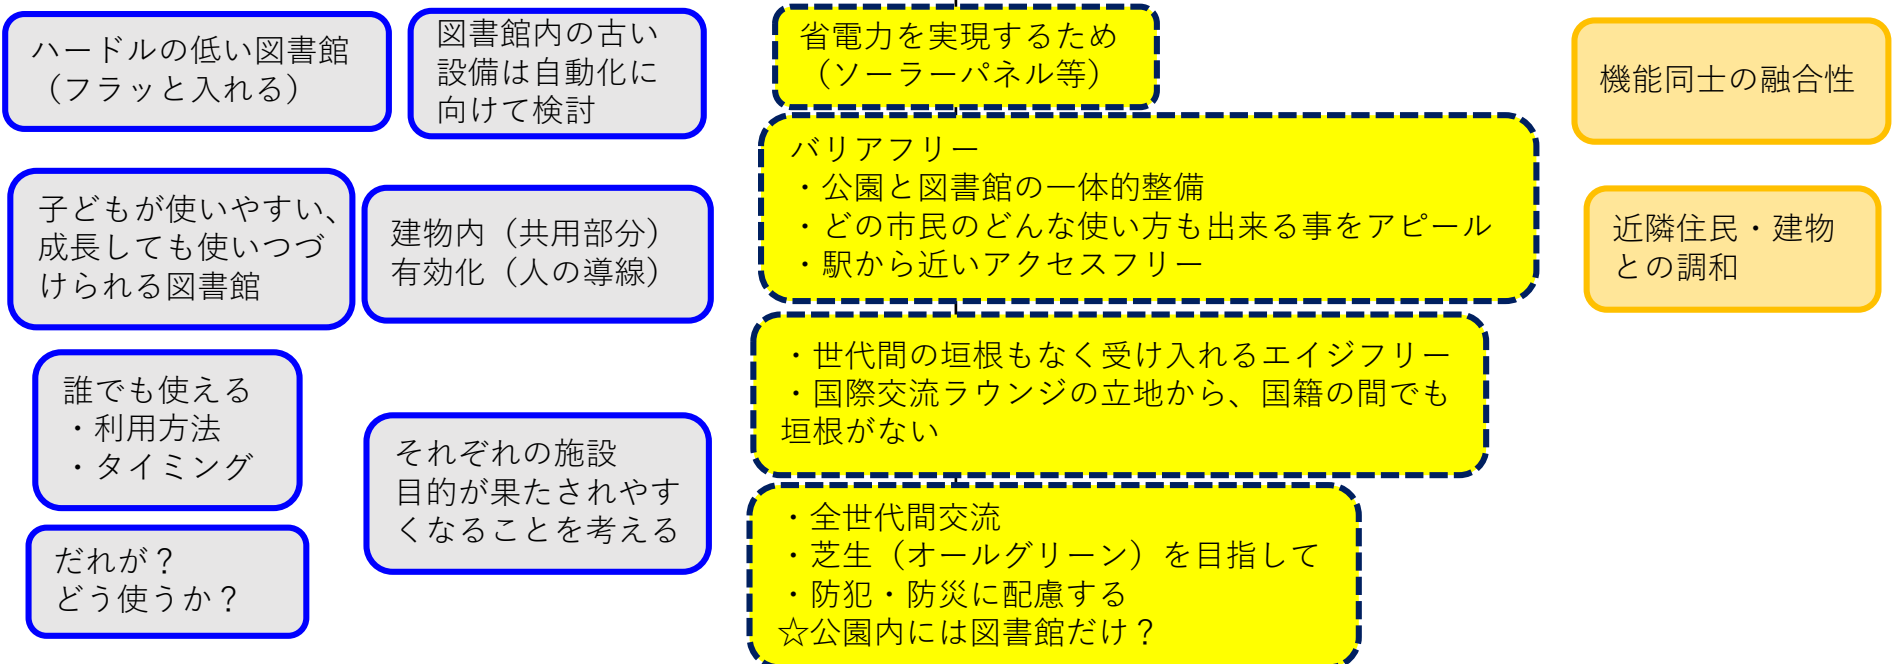 ハードルの低い図書館
（フラッと入れる）
図書館内の古い
設備は自動化に
向けて検討
子どもが使いやすい、
成長しても使いつづ
けられる図書館
建物内（共用部分）
有効化（人の導線）
誰でも使える
・利用方法
・タイミング
それぞれの施設
目的が果たされやす
くなることを考える
だれが？
どう使うか？
省電力を実現するため
（ソーラーパネル等）
バリアフリー
・公園と図書館の一体的整備
・どの市民のどんな使い方も出来る事をアピール
・駅から近いアクセスフリー
・世代間の垣根もなく受け入れるエイジフリー
・国際交流ラウンジの立地から、国籍の間でも
垣根がない
・全世代間交流
・芝生（オールグリーン）を目指して
・防犯・防災に配慮する
☆公園内には図書館だけ？
機能同士の融合性
近隣住民・建物
との調和